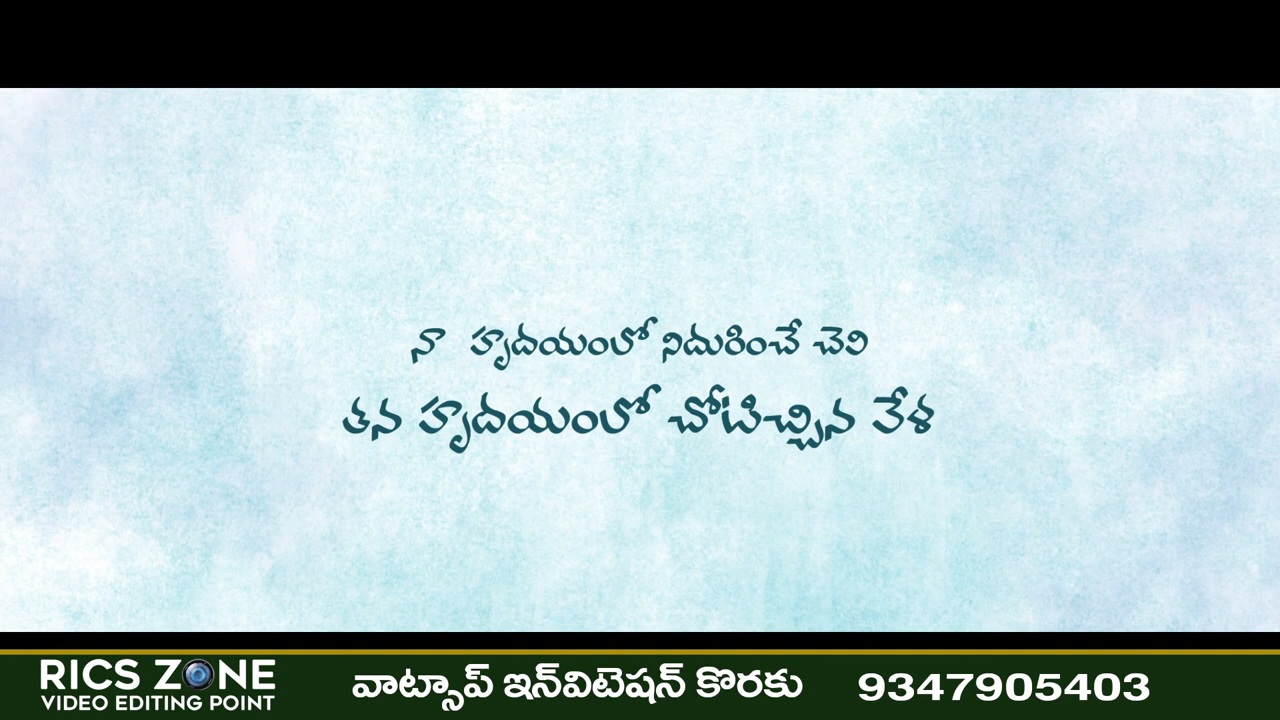 నా హృదయంలో నిదురించే చెలి
తన హృదయంలో చోటిచ్చిన వేళ
RICS ZONE
VIDEO EDITING POINT
వాట్సాప్ ఇన్‌విటెషన్ కొరకు 9347905403